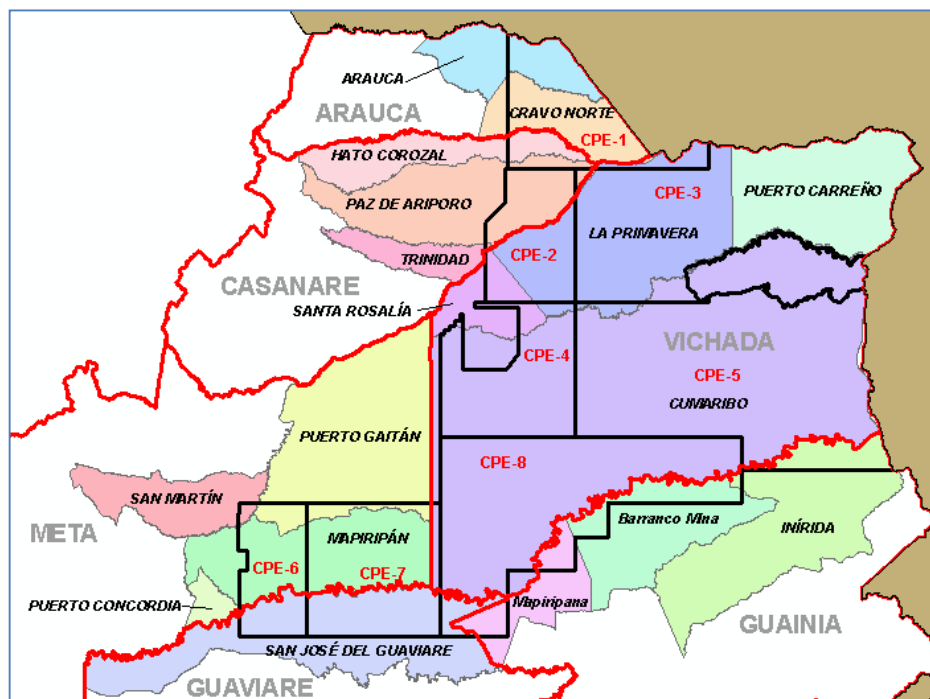 ARAUCA
ARAUCA
CRAVO NORTE
CPE-1
HATO COROZAL
PAZ DE ARIPORO
CPE-3
PUERTO CARREÑO
LA PRIMAVERA
TRINIDAD
CPE-2
CASANARE
SANTA ROSALÍA
VICHADA
CPE-4
CPE-5
CUMARIBO
PUERTO GAITÁN
CPE-8
SAN MARTÍN
META
MAPIRIPÁN
Barranco Mina
INÍRIDA
CPE-6
CPE-7
PUERTO CONCORDIA
Mapiripana
GUAINIA
SAN JOSÉ DEL GUAVIARE
GUAVIARE